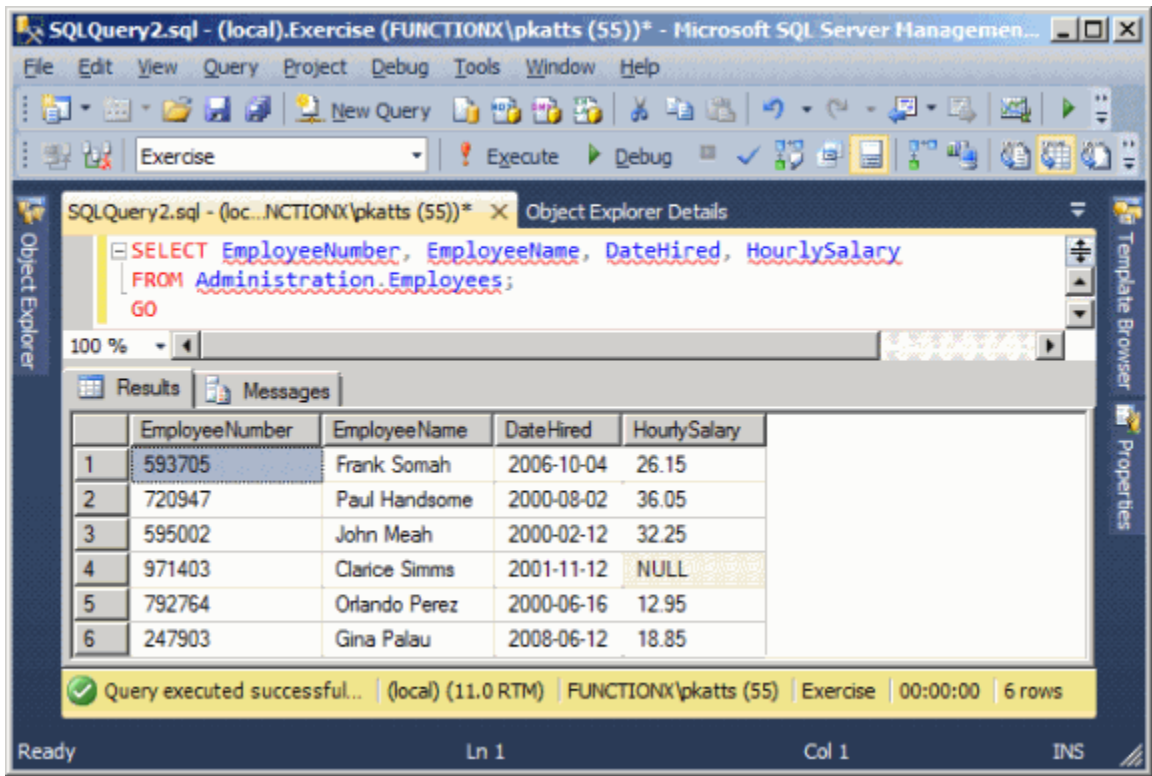 SQLQuery2.sql - (local).Exercise (FUNCTIONX\pkatts (55))* - Microsoft SQL Server Managemen...
File Edit View Query Project Debug Tools Window Help
New Query
Exercise Execute Debug
SQLQuery2.sql - (loc...NCTIONX\pkatts (55))* Object Explorer Details
Object Explorer
SELECT EmployeeNumber, EmployeeName, DateHired, HourlySalary
FROM Administration.Employees;
GO
100 %
Results Messages
EmployeeNumber EmployeeName DateHired HourlySalary
1 593705 Frank Somah 2006-10-04 26.15
2 720947 Paul Handsome 2000-08-02 36.05
3 595002 John Meah 2000-02-12 32.25
4 971403 Clarice Simms 2001-11-12 NULL
5 792764 Orlando Perez 2000-06-16 12.95
6 247903 Gina Palau 2008-06-12 18.85
Template Browser
Properties
Query executed successful... (local) (11.0 RTM) FUNCTIONX\pkatts (55) Exercise 00:00:00 6 rows
Ready Ln 1 Col 1 INS